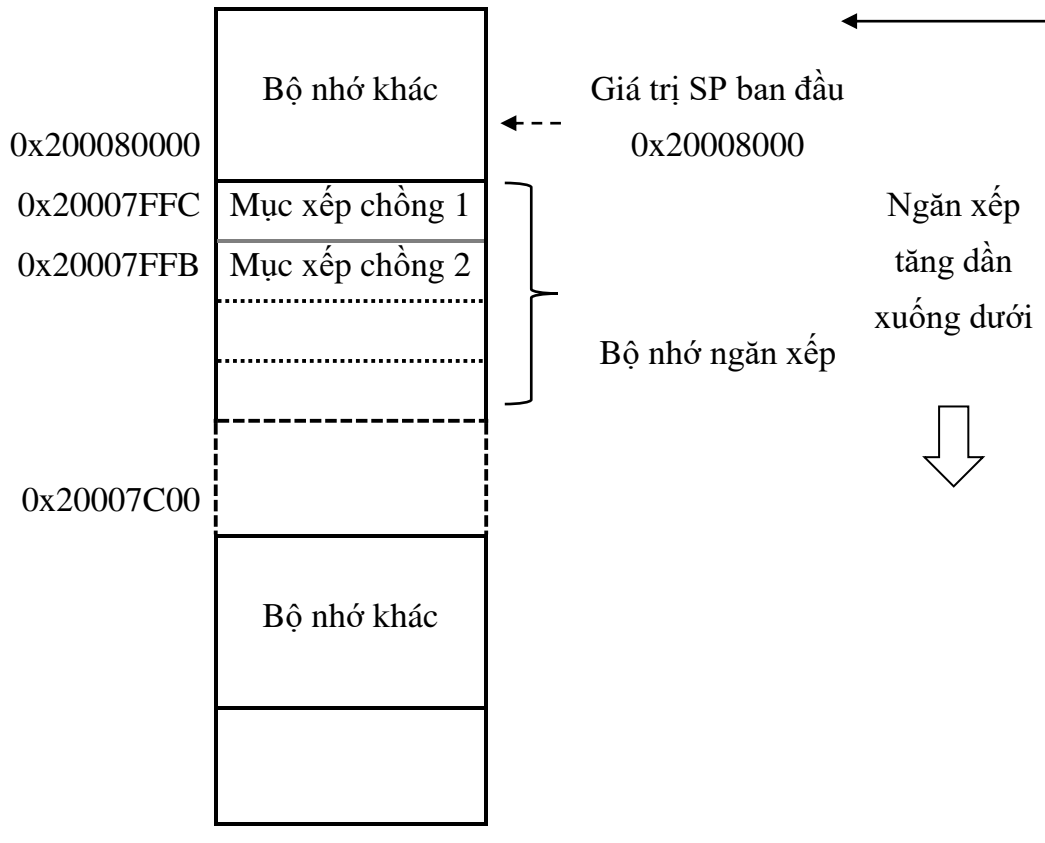 Bộ nhớ khác
Giá trị SP ban đầu
0x200080000
0x20008000
0x20007FFC
Mục xếp chồng 1
Ngăn xếp
0x20007FFB
Mục xếp chồng 2
tăng dần
xuống dưới
Bộ nhớ ngăn xếp
0x20007C00
Bộ nhớ khác